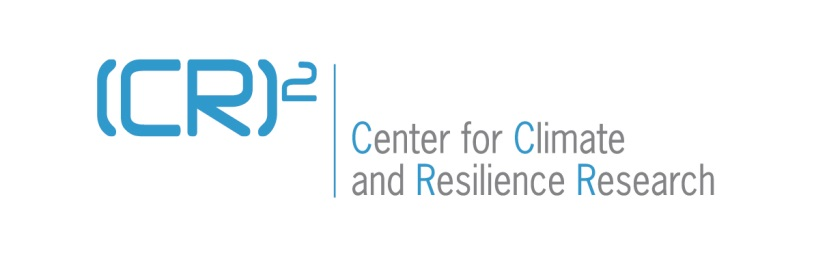 (CR)²
Center for Climate
and Resilience Research